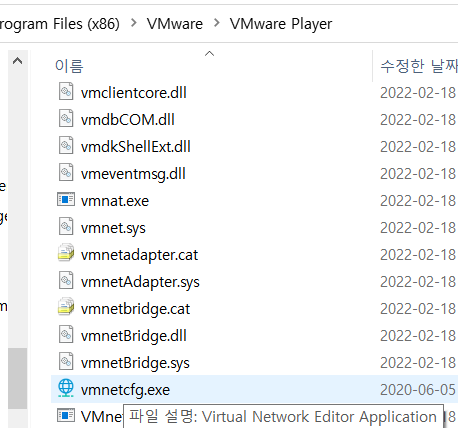 rogram Files (x86) > VMware > VMware Player
이름 수정한 날짜
vmclientcore.dll 2022-02-18
vmdbCOM.dll 2022-02-18
vmdkShellExt.dll 2022-02-18
vmeventmsg.dll 2022-02-18
vmnat.exe 2022-02-18
vmnet.sys 2022-02-18
vmnetadapter.cat 2022-02-18
vmnetAdapter.sys 2022-02-18
vmnetbridge.cat 2022-02-18
vmnetBridge.dll 2022-02-18
vmnetBridge.sys 2022-02-18
vmnetcfg.exe 2020-06-05
VMnet
파일 설명: Virtual Network Editor Application